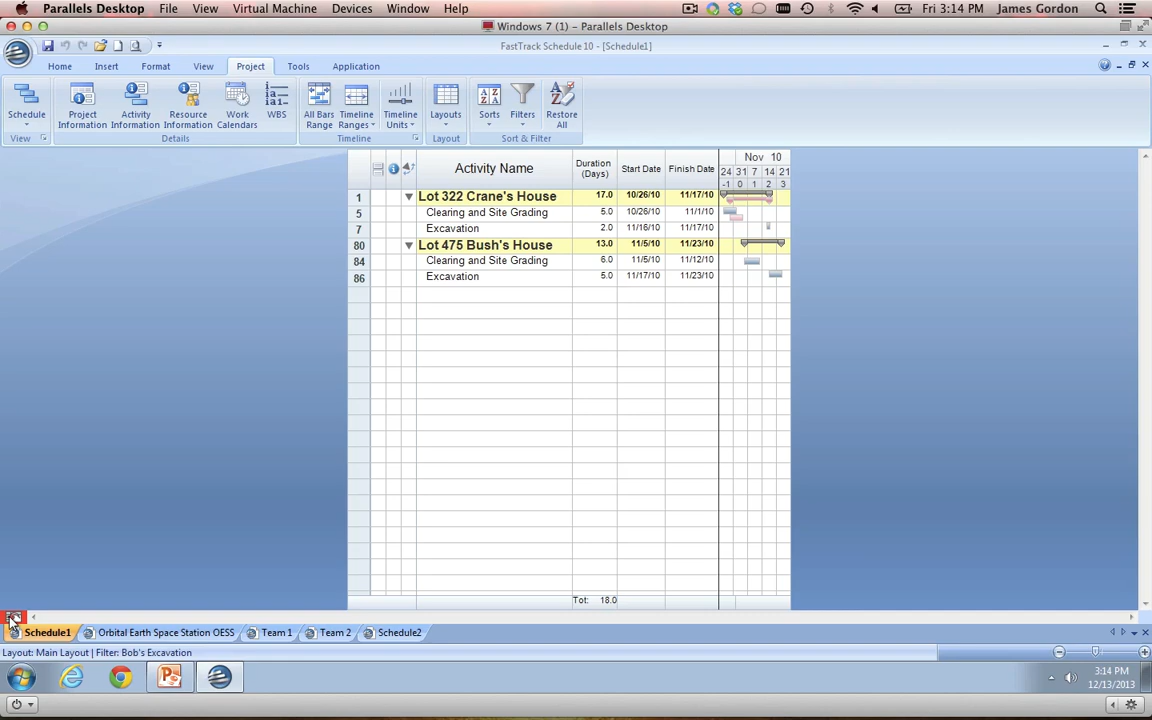 Parallels Desktop File View Virtual Machine Devices Window Help Fri 3:14 PM James Gordon
Windows 7 (1) - Parallels Desktop
FastTrack Schedule 10 - [Schedule1]
Home Insert Format View Project Tools Application
Schedule Project Information Activity Information Resource Information Work Calendars WBS All Bars Range Timeline Ranges Timeline Units Layouts Sorts Filters Restore All
View Details Timeline Layout Sort & Filter
Nov 10
Activity Name Duration (Days) Start Date Finish Date 24 31 7 14 21
-1 0 1 2 3
1 Lot 322 Crane's House 17.0 10/26/10 11/17/10
5 Clearing and Site Grading 5.0 10/26/10 11/1/10
7 Excavation 2.0 11/16/10 11/17/10
80 Lot 475 Bush's House 13.0 11/5/10 11/23/10
84 Clearing and Site Grading 6.0 11/5/10 11/12/10
86 Excavation 5.0 11/17/10 11/23/10
Tot: 18.0
Schedule1 Orbital Earth Space Station OESS Team 1 Team 2 Schedule2
Layout: Main Layout | Filter: Bob's Excavation
3:14 PM
12/13/2013